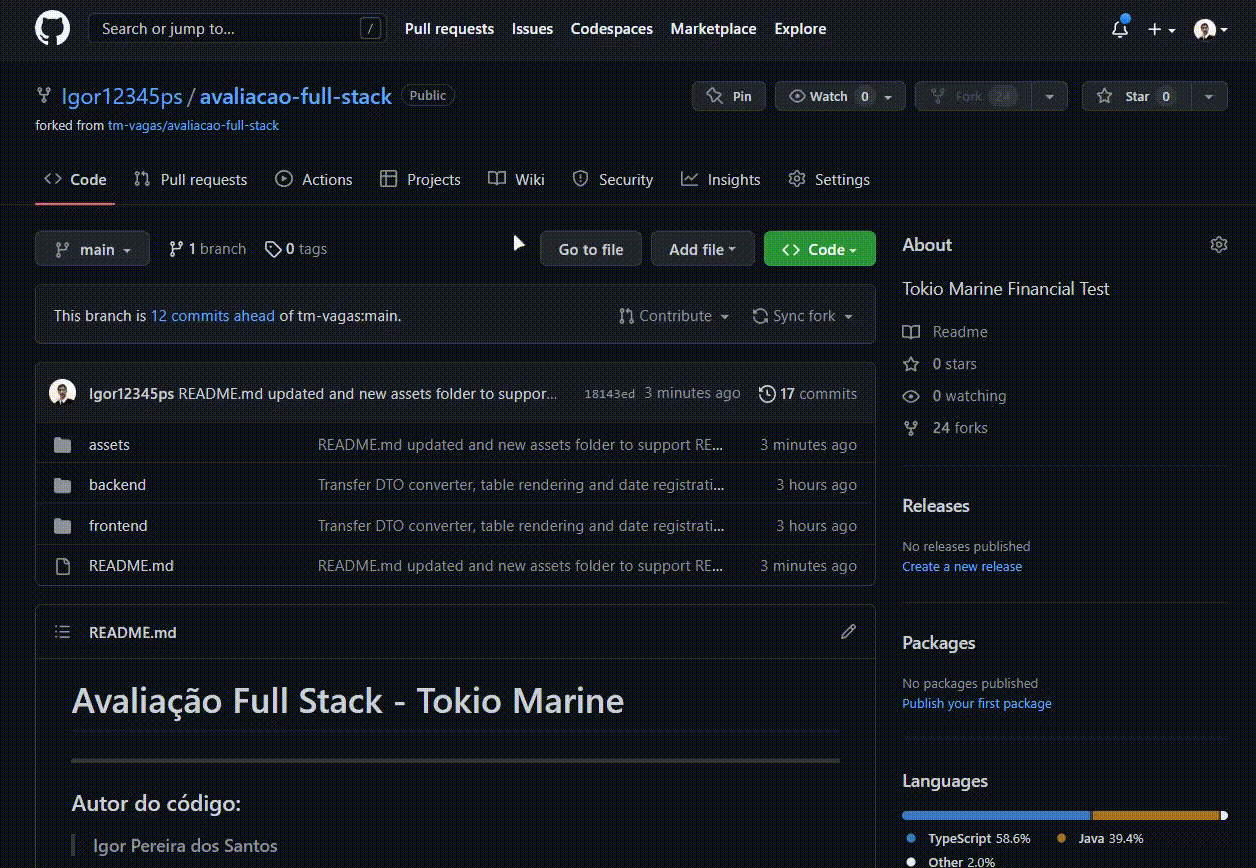 Search or jump to... /
Pull requests Issues Codespaces Marketplace Explore
Igor12345ps / avaliacao-full-stack Public
Pin Watch 0 Fork 24 Star 0
forked from tm-vagas/avaliacao-full-stack
Code Pull requests Actions Projects Wiki Security Insights Settings
main 1 branch 0 tags Go to file Add file Code
This branch is 12 commits ahead of tm-vagas:main. Contribute Sync fork
Igor12345ps README.md updated and new assets folder to suppor... 18143ed 3 minutes ago 17 commits
assets README.md updated and new assets folder to support RE... 3 minutes ago
backend Transfer DTO converter, table rendering and date registrati... 3 hours ago
frontend Transfer DTO converter, table rendering and date registrati... 3 hours ago
README.md README.md updated and new assets folder to support RE... 3 minutes ago
README.md
Avaliação Full Stack - Tokio Marine
Autor do código:
Igor Pereira dos Santos
About
Tokio Marine Financial Test
Readme
0 stars
0 watching
24 forks
Releases
No releases published
Create a new release
Packages
No packages published
Publish your first package
Languages
TypeScript 58.6% Java 39.4%
Other 2.0%